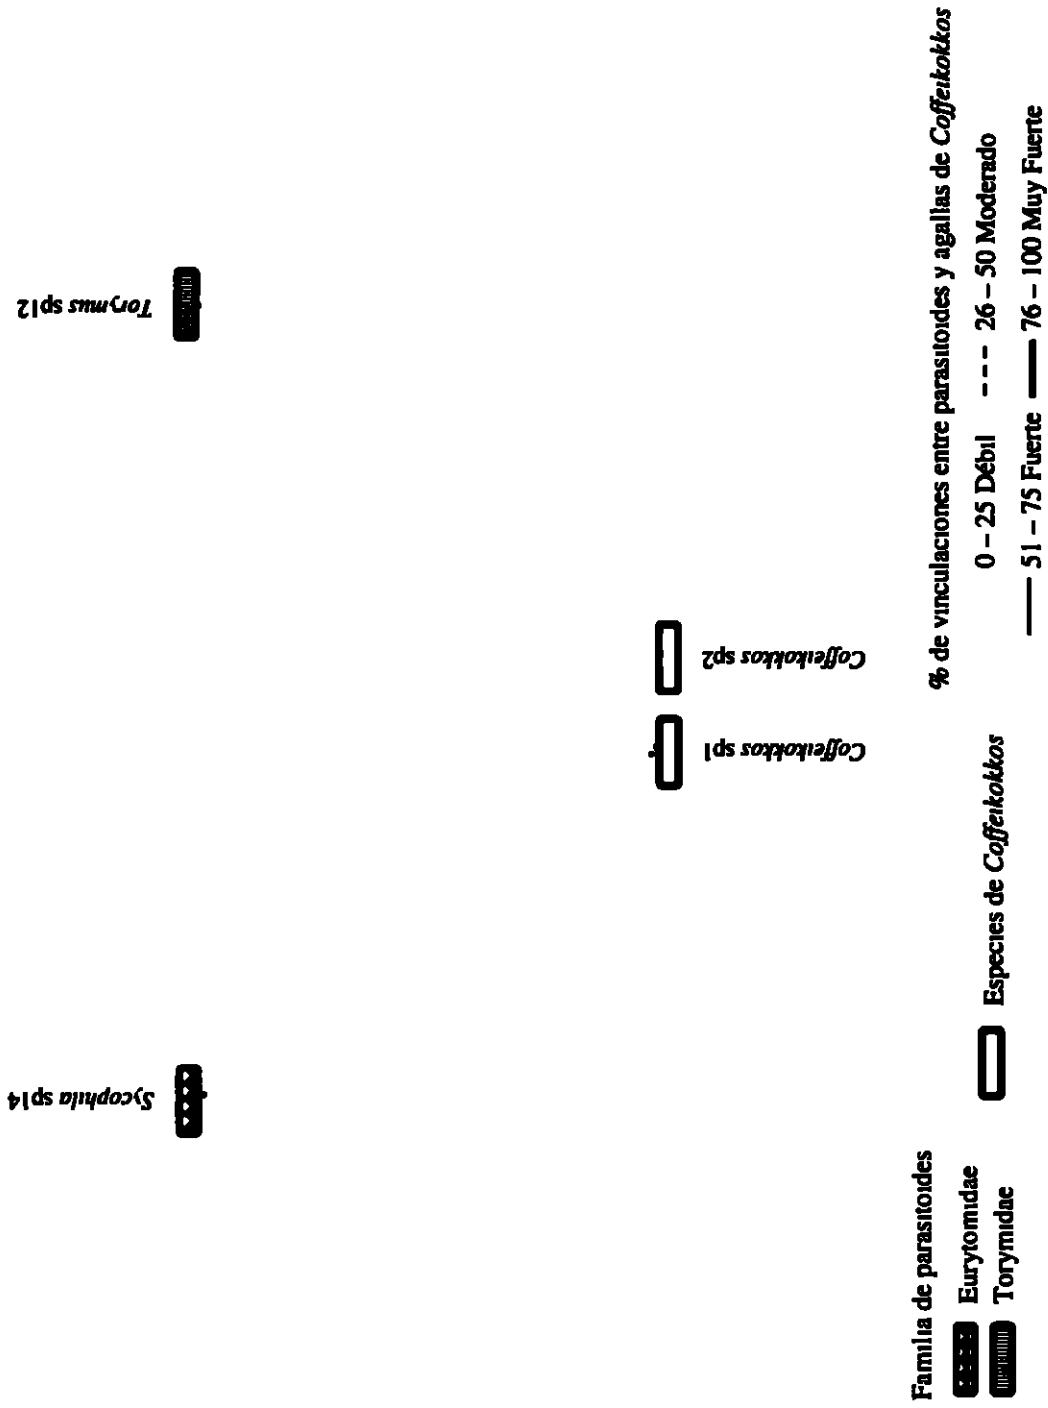 Sycophila sp14
Torymus sp12
Coffeikokkos sp1
Coffeikokkos sp2
Familia de parasitoides
Eurytomidae
Torymidae
Especies de Coffeikokkos
% de vinculaciones entre parasitoides y agallas de Coffeikokkos
0 – 25 Débil --- 26 – 50 Moderado
— 51 – 75 Fuerte — 76 – 100 Muy Fuerte